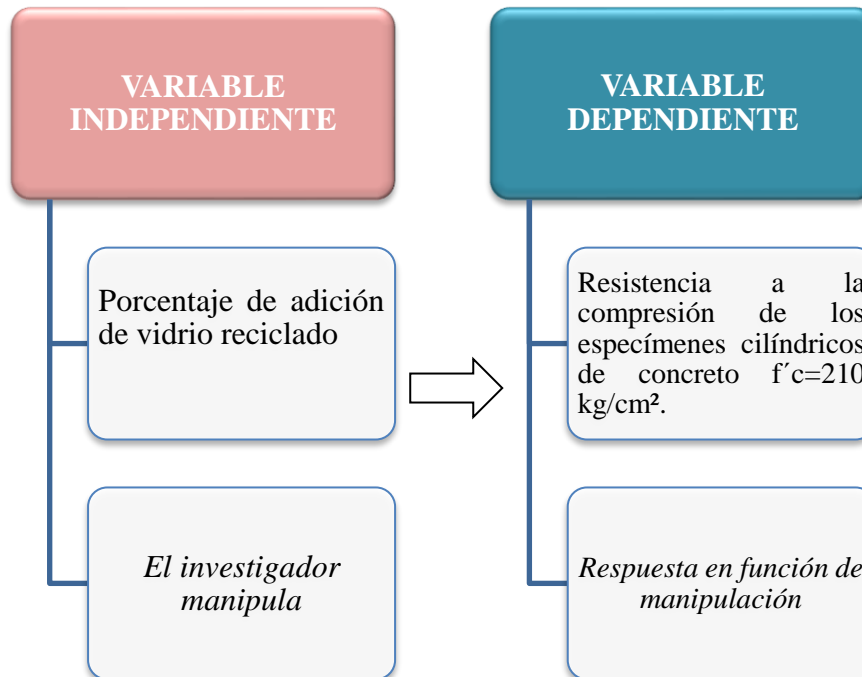 VARIABLE
INDEPENDIENTE
Porcentaje de adición
de vidrio reciclado
El investigador
manipula
VARIABLE
DEPENDIENTE
Resistencia a la
compresión de los
especímenes cilíndricos
de concreto f´c=210
kg/cm².
Respuesta en función de
manipulación